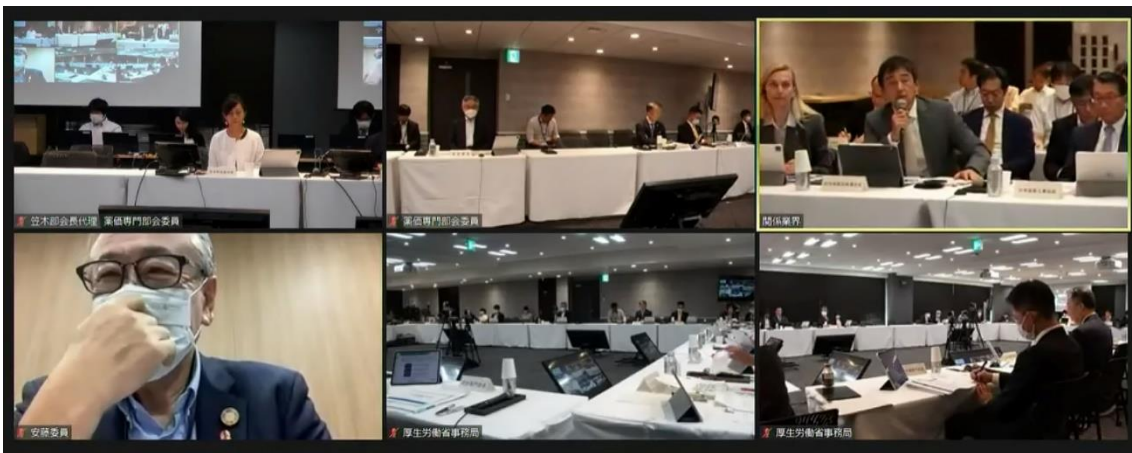 笠木部会長代理 薬価専門部会委員
薬価専門部会委員
関係業界
安藤委員
厚生労働省事務局
厚生労働省事務局